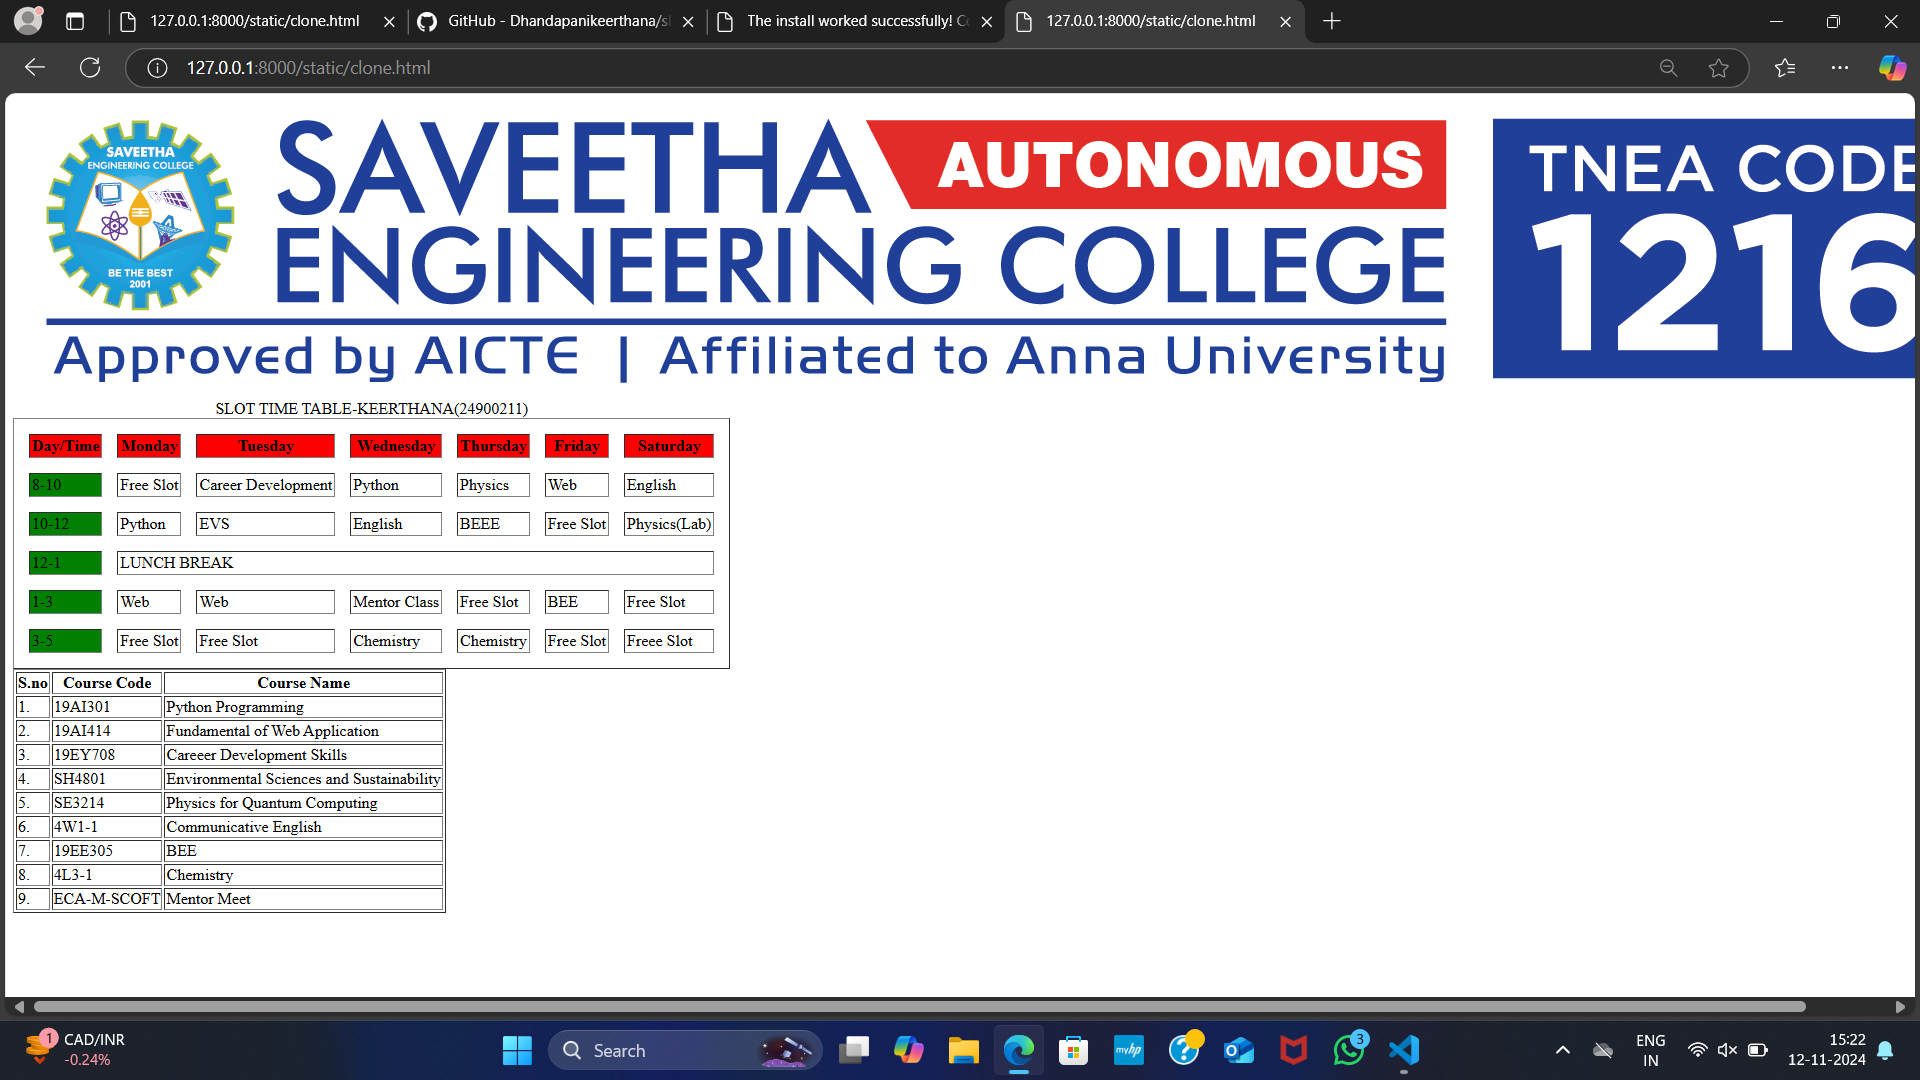 127.0.0.1:8000/static/clone.html
GitHub - Dhandapanikeerthana/sl
The install worked successfully! Co
127.0.0.1:8000/static/clone.html
127.0.0.1:8000/static/clone.html
SAVEETHA
ENGINEERING COLLEGE
BE THE BEST
2001
SAVEETHA AUTONOMOUS
ENGINEERING COLLEGE
Approved by AICTE | Affiliated to Anna University
TNEA CODE
1216
SLOT TIME TABLE-KEERTHANA(24900211)
Day/Time Monday Tuesday Wednesday Thursday Friday Saturday
8-10 Free Slot Career Development Python Physics Web English
10-12 Python EVS English BEEE Free Slot Physics(Lab)
12-1 LUNCH BREAK
1-3 Web Web Mentor Class Free Slot BEE Free Slot
3-5 Free Slot Free Slot Chemistry Chemistry Free Slot Freee Slot
S.no Course Code Course Name
1. 19AI301 Python Programming
2. 19AI414 Fundamental of Web Application
3. 19EY708 Careeer Development Skills
4. SH4801 Environmental Sciences and Sustainability
5. SE3214 Physics for Quantum Computing
6. 4W1-1 Communicative English
7. 19EE305 BEE
8. 4L3-1 Chemistry
9. ECA-M-SCOFT Mentor Meet
1
CAD/INR
-0.24%
Search
myhp
3
ENG
IN
15:22
12-11-2024